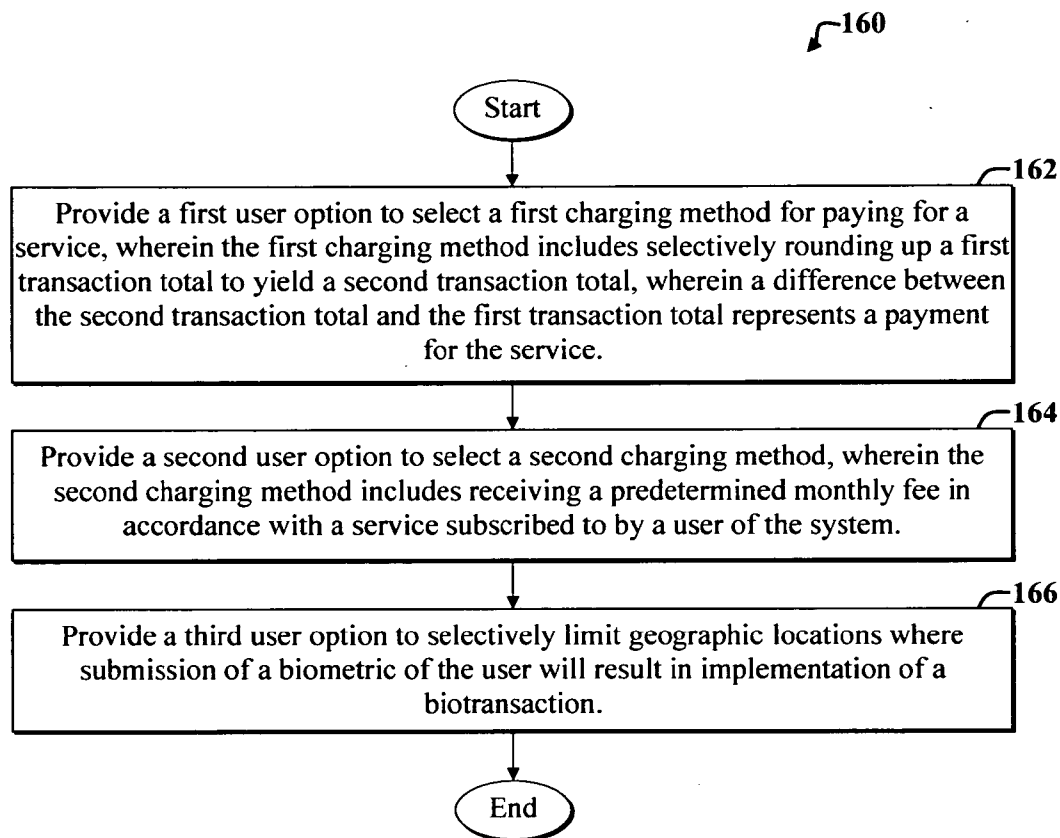 160
Start
162
Provide a first user option to select a first charging method for paying for a
service, wherein the first charging method includes selectively rounding up a first
transaction total to yield a second transaction total, wherein a difference between
the second transaction total and the first transaction total represents a payment
for the service.
164
Provide a second user option to select a second charging method, wherein the
second charging method includes receiving a predetermined monthly fee in
accordance with a service subscribed to by a user of the system.
166
Provide a third user option to selectively limit geographic locations where
submission of a biometric of the user will result in implementation of a
biotransaction.
End